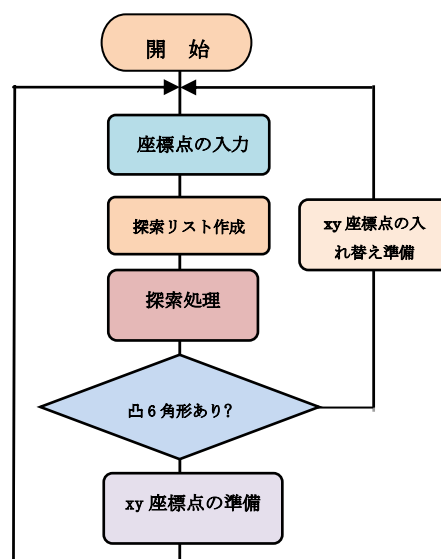 開 始
座標点の入力
探索リスト作成
xy 座標点の入
れ替え準備
探索処理
凸 6 角形あり?
xy 座標点の準備